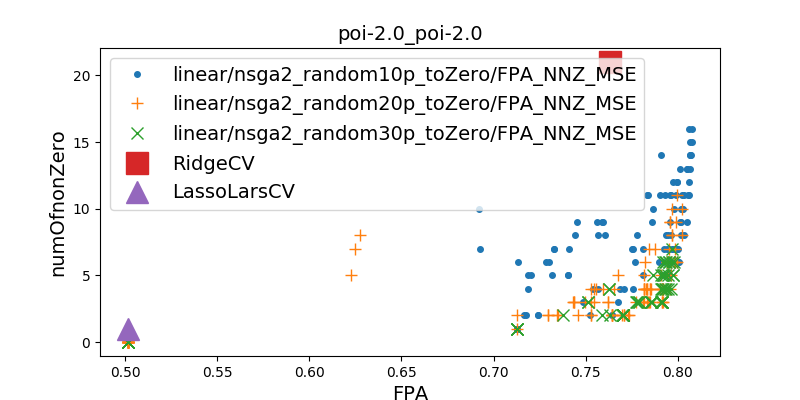 poi-2.0_poi-2.0
linear/nsga2_random10p_toZero/FPA_NNZ_MSE
linear/nsga2_random20p_toZero/FPA_NNZ_MSE
linear/nsga2_random30p_toZero/FPA_NNZ_MSE
RidgeCV
LassoLarsCV
numOfnonZero
20
15
10
5
0
0.50 0.55 0.60 0.65 0.70 0.75 0.80
FPA